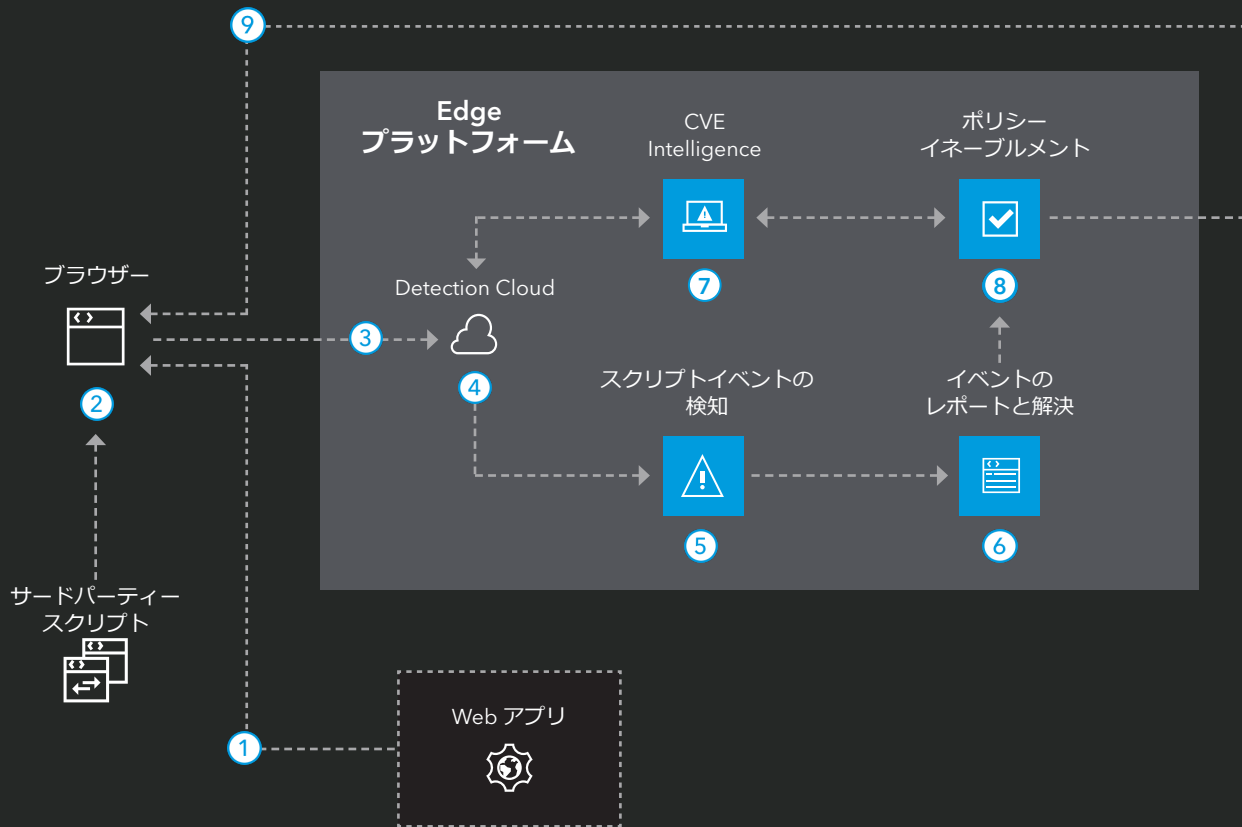 9
Edge
プラットフォーム
CVE
Intelligence
ポリシー
イネーブルメント
7
8
ブラウザー
Detection Cloud
3
4
2
スクリプトイベントの
検知
イベントの
レポートと解決
5
6
サードパーティー
スクリプト
Web アプリ
1